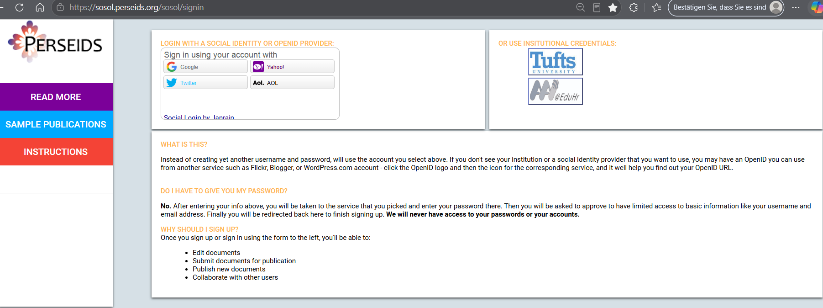 https://sosol.perseids.org/sosol/signin
Bestätigen Sie, dass Sie es sind
PERSEIDS
READ MORE
SAMPLE PUBLICATIONS
INSTRUCTIONS
LOGIN WITH A SOCIAL IDENTITY OR OPENID PROVIDER:
Sign in using your account with
Google
Yahoo!
Twitter
Aol. AOL
Social Login by Janrain
OR USE INSITUTIONAL CREDENTIALS:
Tufts
UNIVERSITY
AAI@EduHr
WHAT IS THIS?
Instead of creating yet another username and password, will use the account you select above. If you don't see your institution or a social identity provider that you want to use, you may have an OpenID you can use
from another service such as Flickr, Blogger, or WordPress.com account - click the OpenID logo and then the icon for the corresponding service, and it well help you find out your OpenID URL.
DO I HAVE TO GIVE YOU MY PASSWORD?
No. After entering your info above, you will be taken to the service that you picked and enter your password there. Then you will be asked to approve to have limited access to basic information like your username and
email address. Finally you will be redirected back here to finish signing up. We will never have access to your passwords or your accounts.
WHY SHOULD I SIGN UP?
Once you sign up or sign in using the form to the left, you'll be able to:
Edit documents
Submit documents for publication
Publish new documents
Collaborate with other users